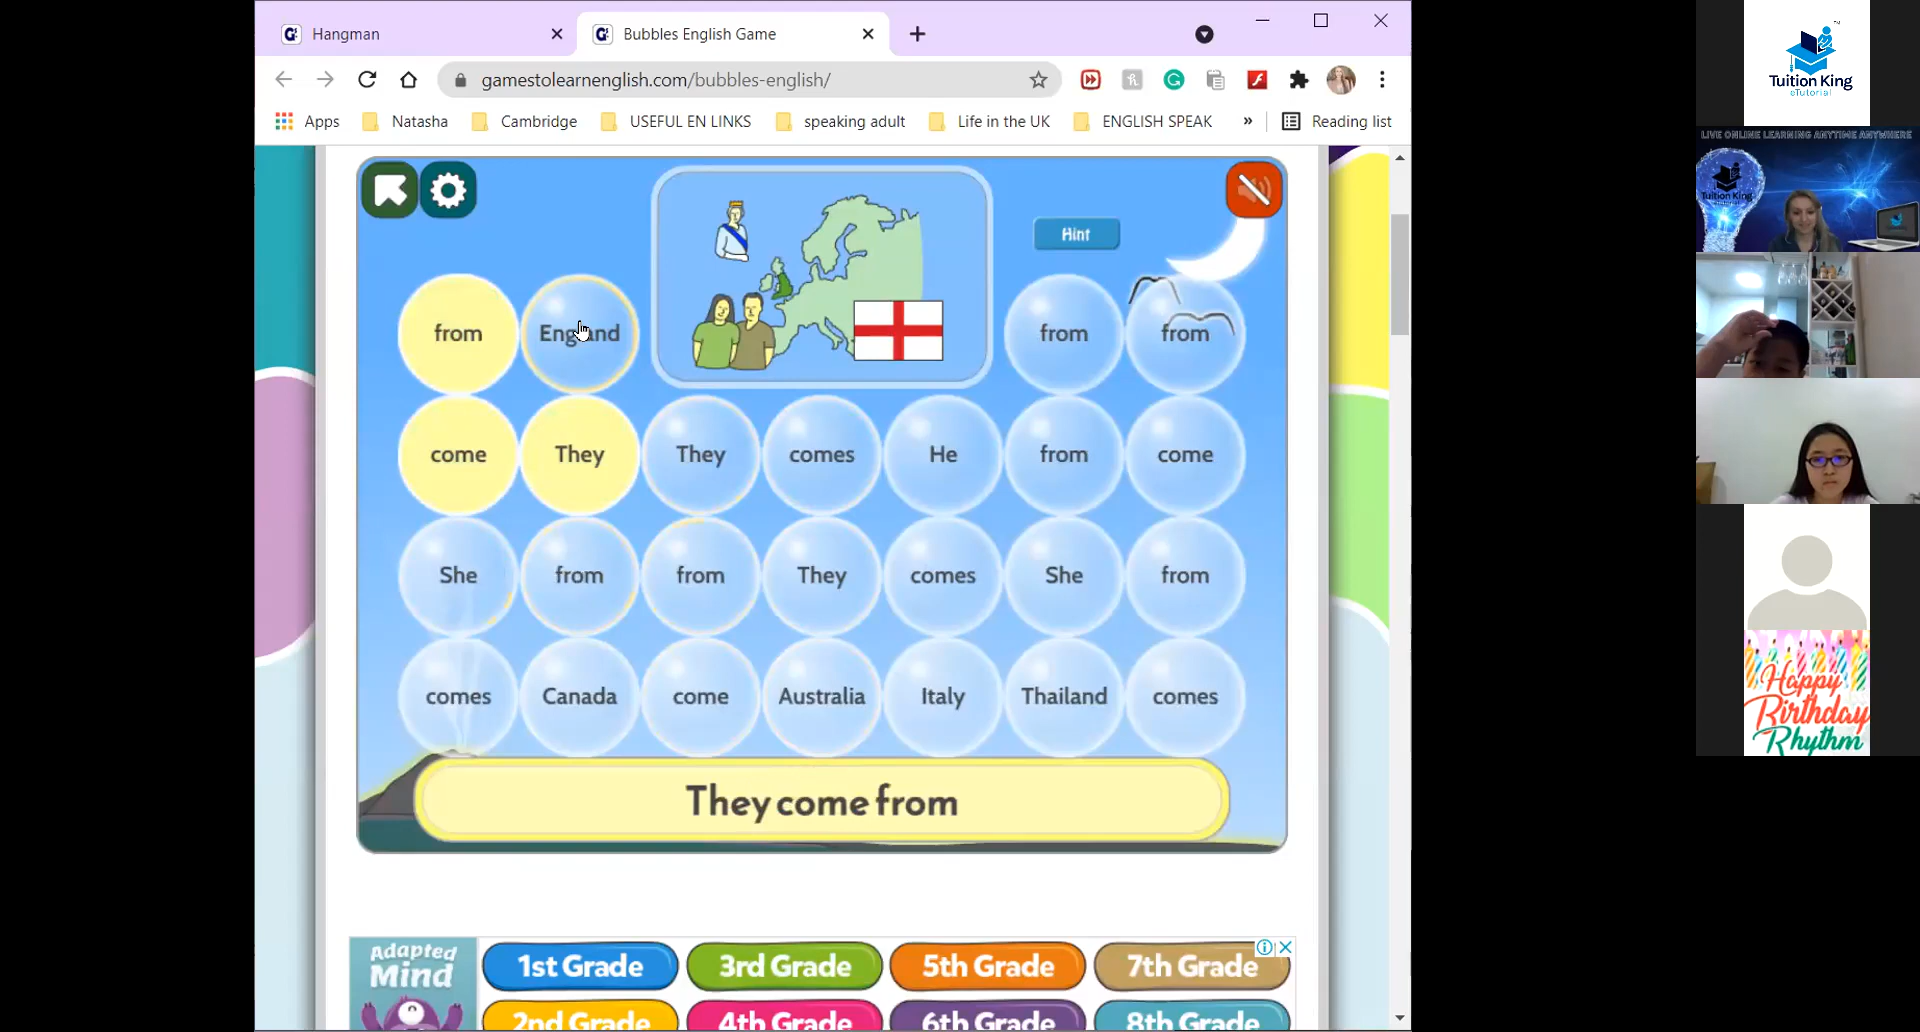 Hangman
Bubbles English Game
gamestolearnenglish.com/bubbles-english/
Apps Natasha Cambridge USEFUL EN LINKS speaking adult Life in the UK ENGLISH SPEAK » Reading list
Hint
from England from from
come They They comes He from come
She from from They comes She from
comes Canada come Australia Italy Thailand comes
They come from
Adapted
Mind
1st Grade 3rd Grade 5th Grade 7th Grade
2nd Grade 4th Grade 6th Grade 8th Grade
Tuition King
eTutorial
LIVE ONLINE LEARNING ANYTIME ANYWHERE
Tuition King
Happy
Birthday
Rhythm